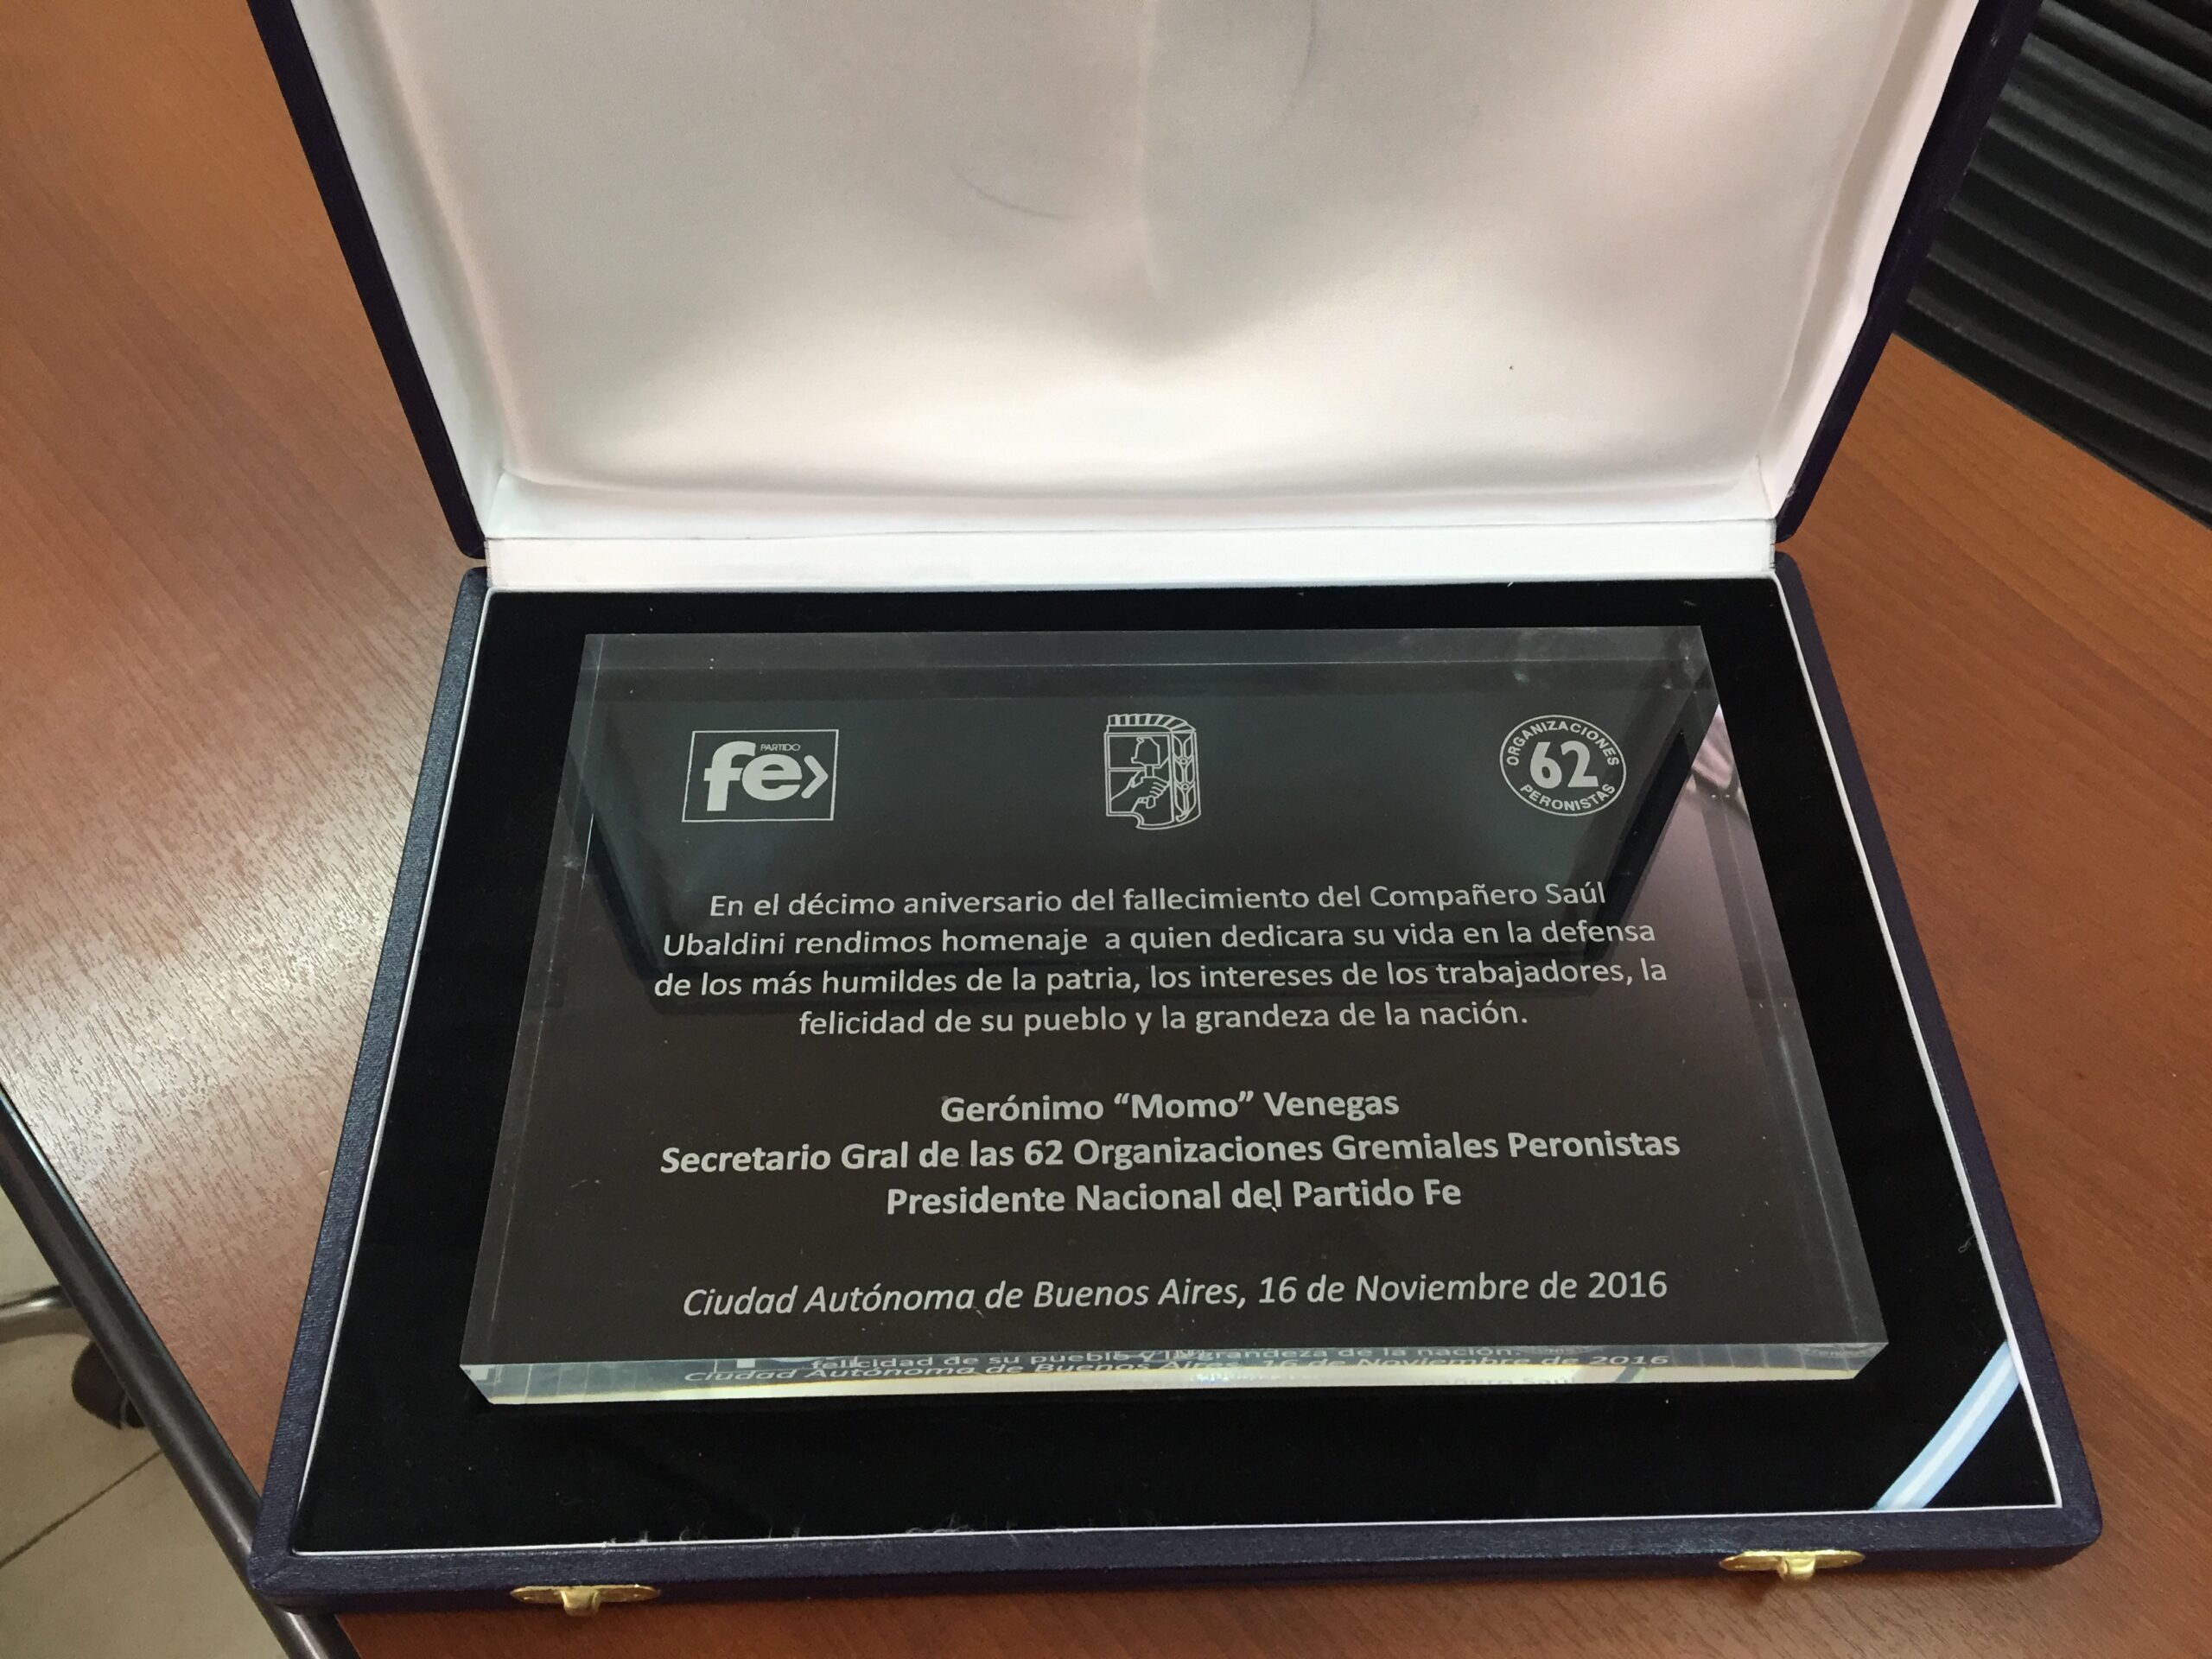 PARTIDO
fe>
ORGANIZACIONES
62
PERONISTAS
En el décimo aniversario del fallecimiento del Compañero Saúl
Ubaldini rendimos homenaje a quien dedicara su vida en la defensa
de los más humildes de la patria, los intereses de los trabajadores, la
felicidad de su pueblo y la grandeza de la nación.
Gerónimo “Momo” Venegas
Secretario Gral de las 62 Organizaciones Gremiales Peronistas
Presidente Nacional del Partido Fe
Ciudad Autónoma de Buenos Aires, 16 de Noviembre de 2016